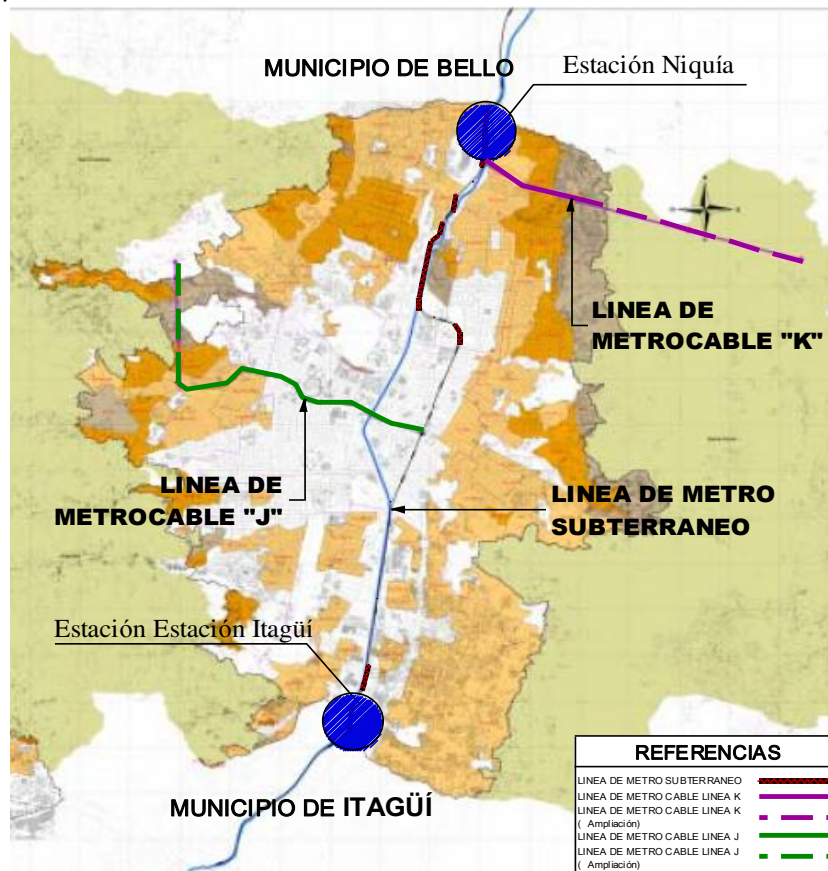 MUNICIPIO DE BELLO
Estación Niquía
LINEA DE
METROCABLE "K"
LINEA DE
METROCABLE "J"
LINEA DE METRO
SUBTERRANEO
Estación Estación Itagüí
MUNICIPIO DE ITAGÜÍ
REFERENCIAS
LINEA DE METRO SUBTERRANEO
LINEA DE METRO CABLE LINEA K
LINEA DE METRO CABLE LINEA K
( Ampliación)
LINEA DE METRO CABLE LINEA J
LINEA DE METRO CABLE LINEA J
( Ampliación)